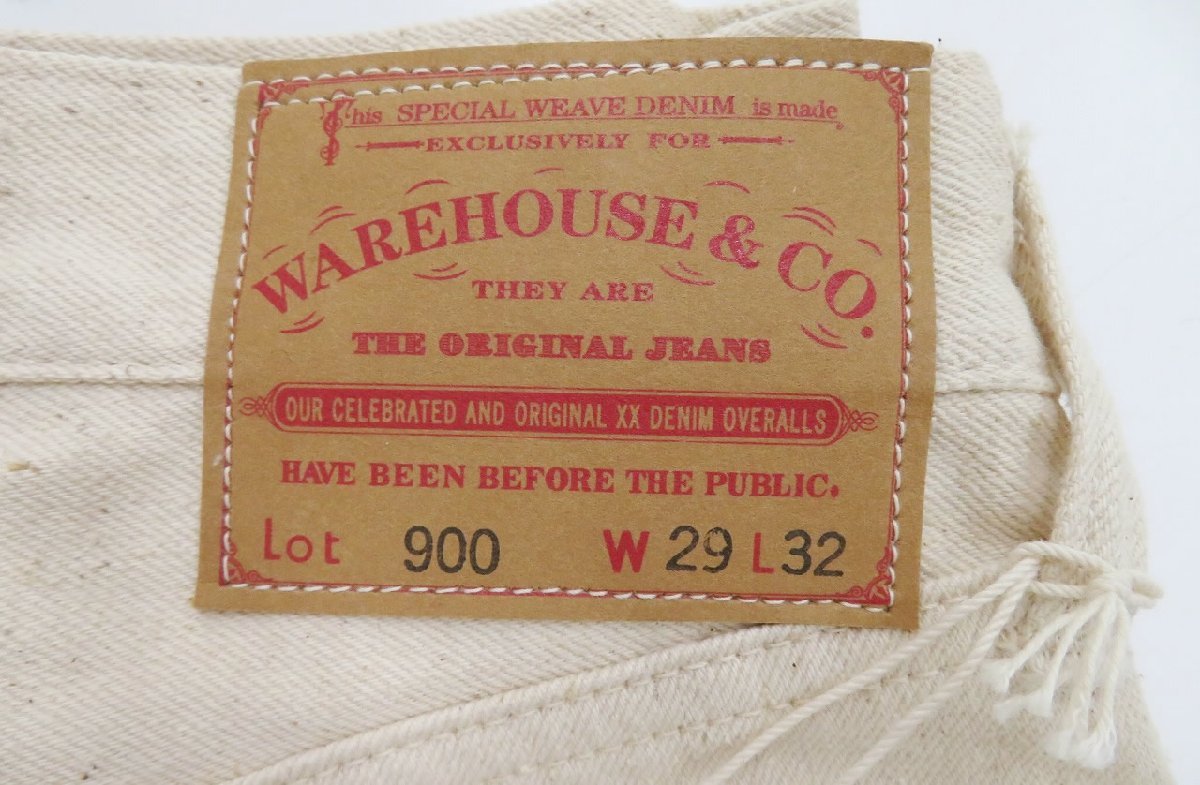 This SPECIAL WEAVE DENIM is made
EXCLUSIVELY FOR
WAREHOUSE & CO.
THEY ARE
THE ORIGINAL JEANS
OUR CELEBRATED AND ORIGINAL XX DENIM OVERALLS
HAVE BEEN BEFORE THE PUBLIC.
Lot 900 W 29 L 32